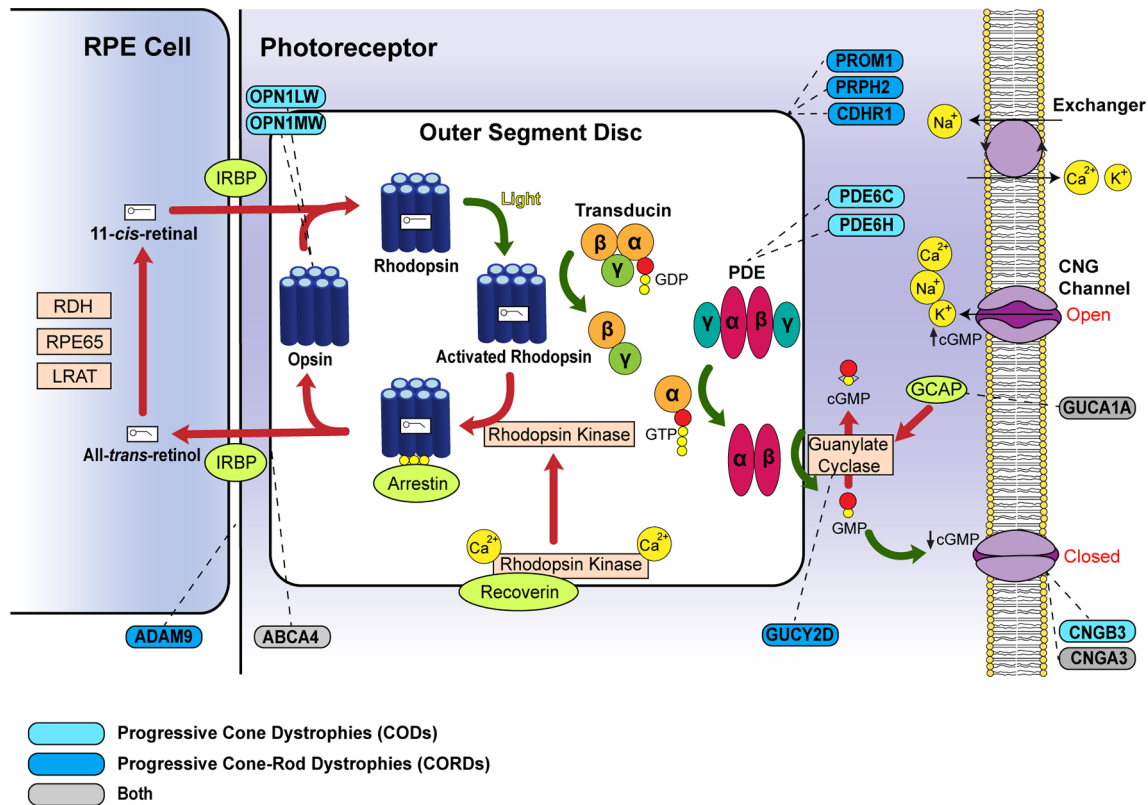 RPE Cell
Photoreceptor
OPN1LW
OPN1MW
PROM1
PRPH2
CDHR1
Outer Segment Disc
Exchanger
Na+
Ca2+
K+
IRBP
11-cis-retinal
Rhodopsin
Light
Transducin
β
α
γ
GDP
PDE6C
PDE6H
PDE
γ
α
β
γ
Ca2+
Na+
K+
CNG
Channel
Open
cGMP
RDH
RPE65
LRAT
Opsin
Activated Rhodopsin
β
γ
α
GTP
cGMP
GCAP
GUCA1A
All-trans-retinol
IRBP
Arrestin
Rhodopsin Kinase
α
β
Guanylate
Cyclase
GMP
cGMP
Closed
Ca2+
Ca2+
Rhodopsin Kinase
Recoverin
ADAM9
ABCA4
GUCY2D
CNGB3
CNGA3
Progressive Cone Dystrophies (CODs)
Progressive Cone-Rod Dystrophies (CORDs)
Both